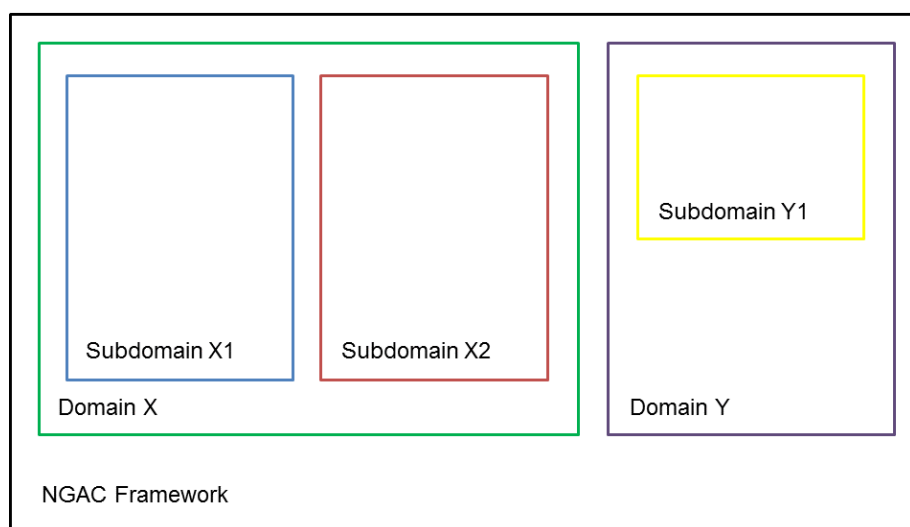 Subdomain Y1
Subdomain X1
Subdomain X2
Domain X
Domain Y
NGAC Framework